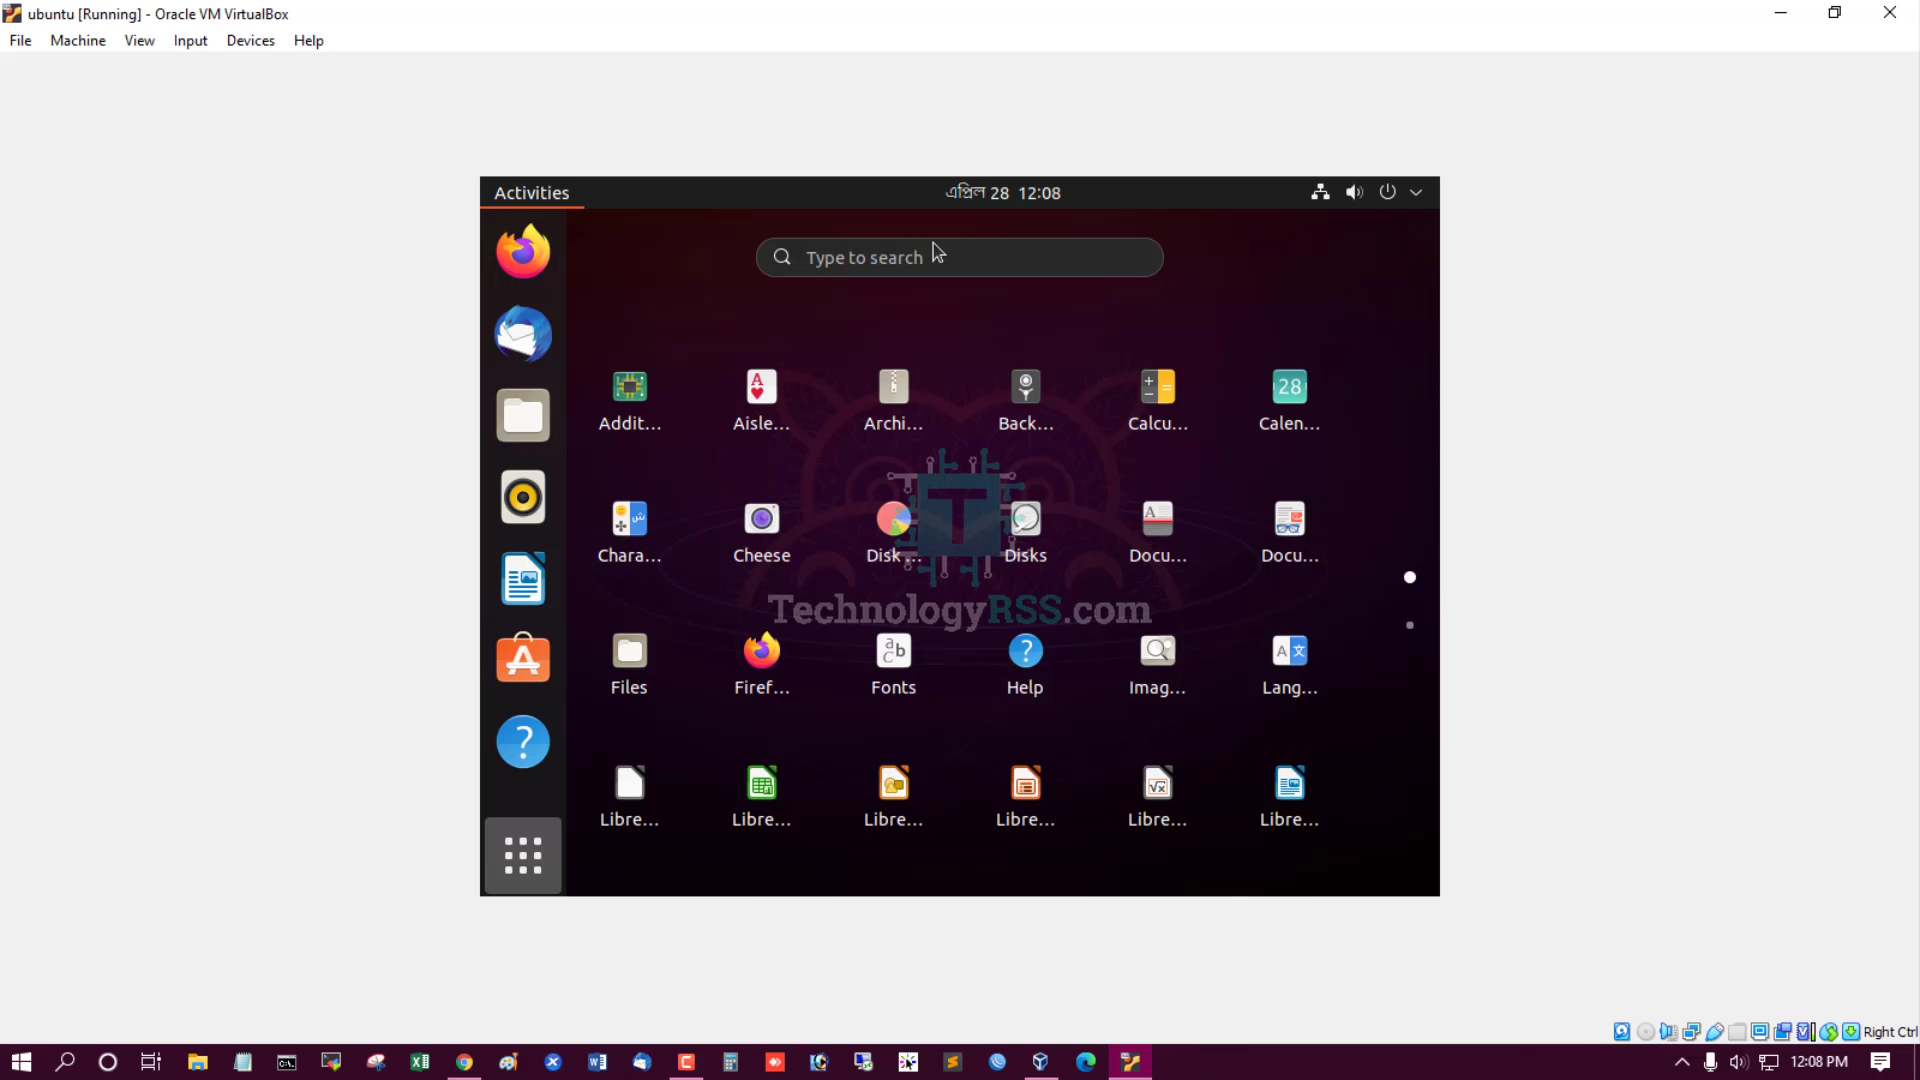 ubuntu [Running] - Oracle VM VirtualBox
File Machine View Input Devices Help
Activities
এপ্রিল 28 12:08
Type to search
Addit... Aisle... Archi... Back... Calcu... Calen...
Chara... Cheese Disk ... Disks Docu... Docu...
TechnologyRSS.com
Files Firef... Fonts Help Imag... Lang...
Libre... Libre... Libre... Libre... Libre... Libre...
Right Ctrl
12:08 PM